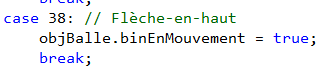 case 38: // Flèche-en-haut
objBalle.binEnMouvement = true;
break;